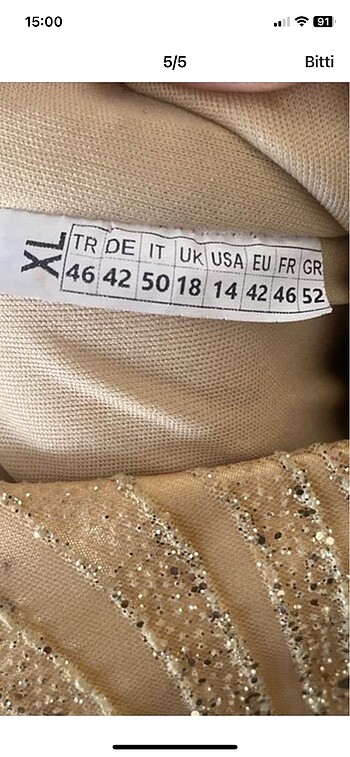 15:00
91
5/5
Bitti
XL
TR DE IT UK USA EU FR GR
46 42 50 18 14 42 46 52